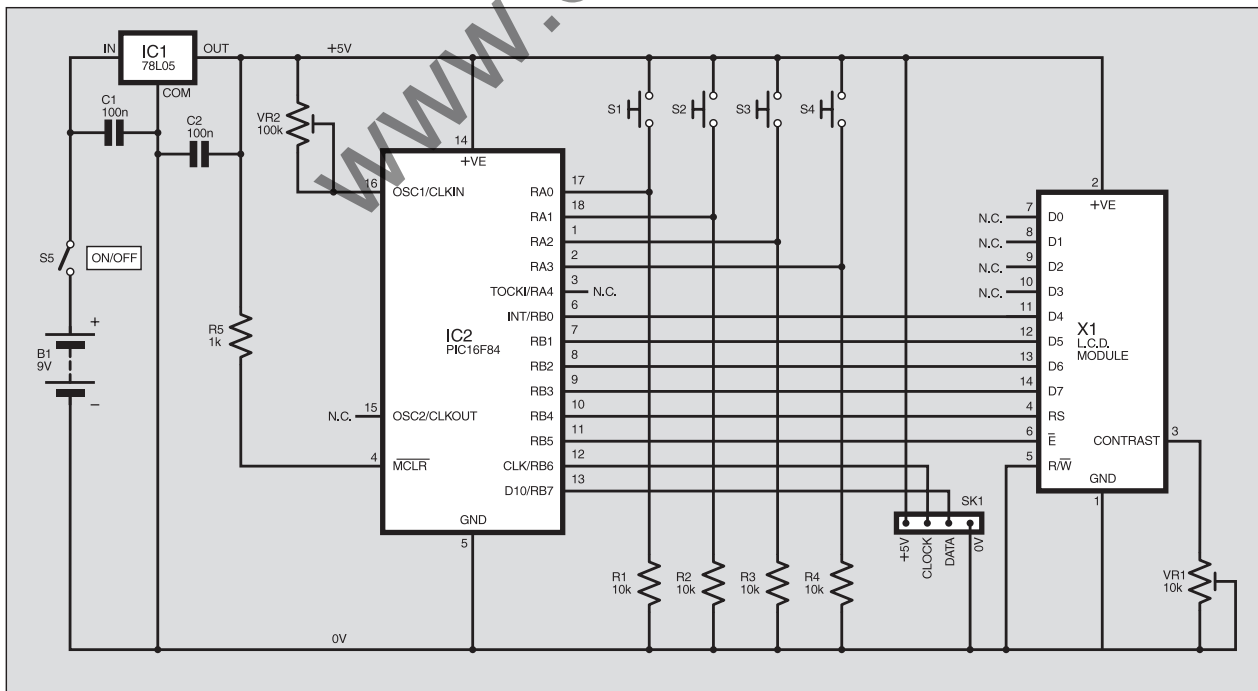 www.
IN
IC1
78L05
OUT
COM
+5V
C1
100n
C2
100n
VR2
100k
S1
S2
S3
S4
S5
ON/OFF
+
B1
9V
−
R5
1k
14
+VE
16
OSC1/CLKIN
N.C.
15
OSC2/CLKOUT
4
MCLR
IC2
PIC16F84
GND
5
RA0
17
RA1
18
RA2
1
RA3
2
TOCKI/RA4
3
N.C.
INT/RB0
6
RB1
7
RB2
8
RB3
9
RB4
10
RB5
11
CLK/RB6
12
D10/RB7
13
2
+VE
N.C.
7
D0
N.C.
8
D1
N.C.
9
D2
N.C.
10
D3
11
D4
12
D5
13
D6
14
D7
4
RS
6
E
5
R/W
X1
L.C.D.
MODULE
CONTRAST
3
GND
1
SK1
+5V
CLOCK
DATA
0V
R1
10k
R2
10k
R3
10k
R4
10k
VR1
10k
0V